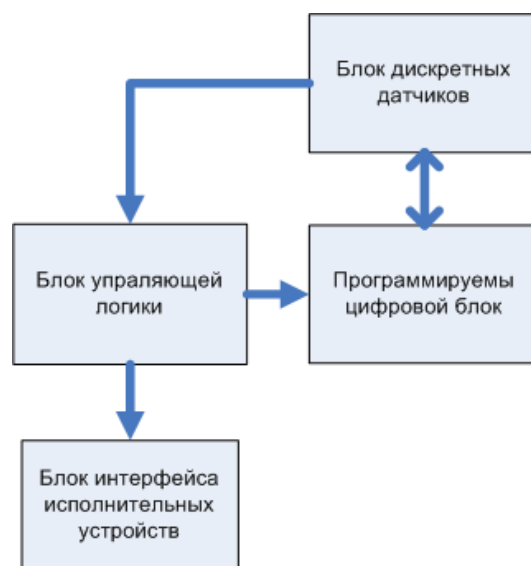 Блок дискретных
датчиков
Блок упраляющей
логики
Программируемы
цифровой блок
Блок интерфейса
исполнительных
устройств